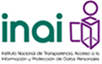 inai
Instituto Nacional de Transparencia, Acceso a la
Información y Protección de Datos Personales